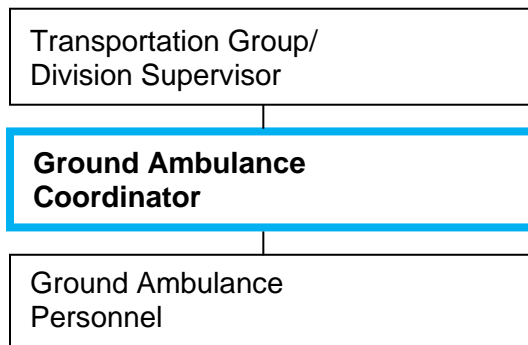 Transportation Group/
Division Supervisor
Ground Ambulance
Coordinator
Ground Ambulance
Personnel